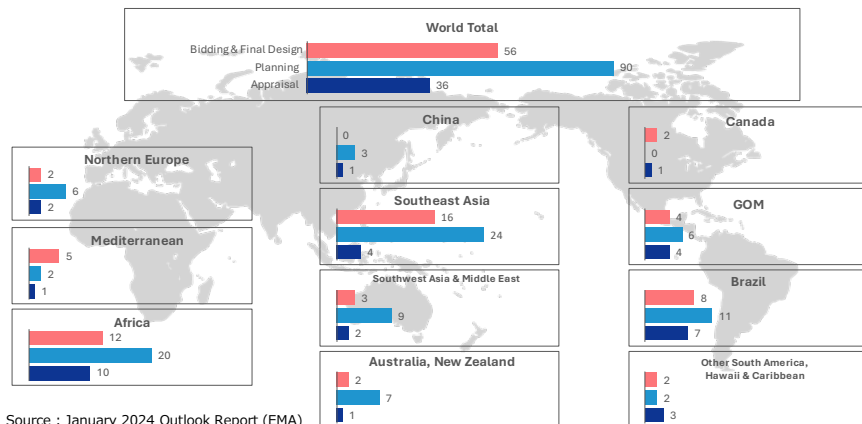 World Total
Bidding & Final Design 56
Planning 90
Appraisal 36
China
0
3
1
Canada
2
0
1
Northern Europe
2
6
2
Southeast Asia
16
24
4
GOM
4
6
4
Mediterranean
5
2
1
Southwest Asia & Middle East
3
9
2
Brazil
8
11
7
Africa
12
20
10
Australia, New Zealand
2
7
1
Other South America,
Hawaii & Caribbean
2
2
3
Source : January 2024 Outlook Report (EMA)